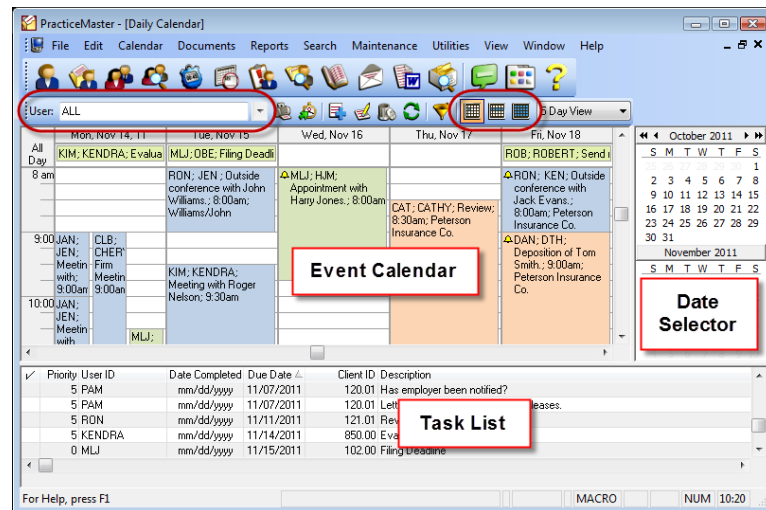 PracticeMaster - [Daily Calendar]
File Edit Calendar Documents Reports Search Maintenance Utilities View Window Help
User: ALL
5 Day View
Mon, Nov 14, 11 Tue, Nov 15 Wed, Nov 16 Thu, Nov 17 Fri, Nov 18
All Day
KIM; KENDRA; Evalua
MLJ; OBE; Filing Deadli
ROB; ROBERT; Send
8 am
9:00
10:00
JAN;
JEN;
Meetin
with;
9:00am
CLB;
CHER
Firm
Meetin
9:00an
JAN;
JEN;
Meetin
with
MLJ;
RON; JEN ; Outside
conference with John
Williams.; 8:00am;
Williams/John
KIM; KENDRA;
Meeting with Roger
Nelson; 9:30am
MLJ; HJM;
Appointment with
Harry Jones.; 8:00am
CAT; CATHY; Review;
8:30am; Peterson
Insurance Co.
RON; KEN; Outside
conference with
Jack Evans.;
8:00am; Peterson
Insurance Co.
DAN; DTH;
Deposition of Tom
Smith.; 9:00am;
Peterson Insurance
Co.
Event Calendar
October 2011
S M T W T F S
25 26 27 28 29 30 1
2 3 4 5 6 7 8
9 10 11 12 13 14 15
16 17 18 19 20 21 22
23 24 25 26 27 28 29
30 31
November 2011
S M T W T F S
Date
Selector
Priority User ID Date Completed Due Date Client ID Description
5 PAM mm/dd/yyyy 11/07/2011 120.01 Has employer been notified?
5 PAM mm/dd/yyyy 11/07/2011 120.01 Lett eases.
5 RON mm/dd/yyyy 11/11/2011 121.01 Rev
5 KENDRA mm/dd/yyyy 11/14/2011 850.00 Eva
0 MLJ mm/dd/yyyy 11/15/2011 102.00 Filing Deadline
Task List
For Help, press F1
MACRO NUM 10:20